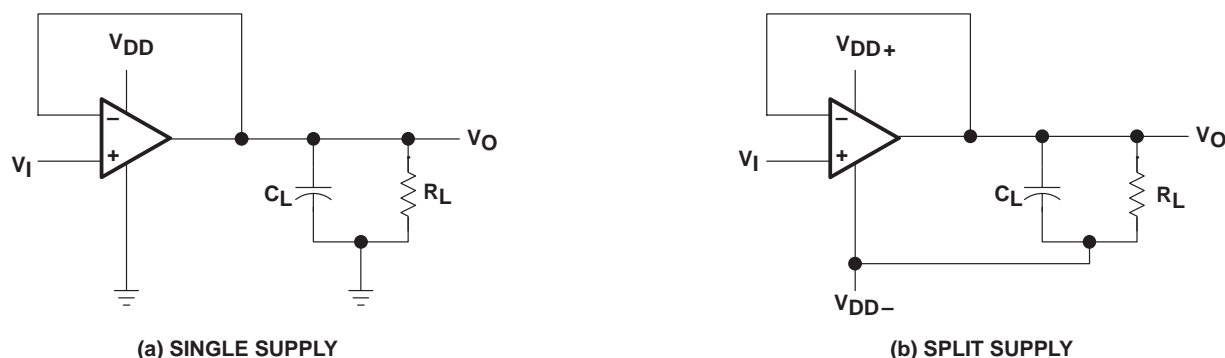 VDD
−
+
VI
VO
CL
RL
(a) SINGLE SUPPLY
VDD+
−
+
VI
VO
CL
RL
VDD−
(b) SPLIT SUPPLY